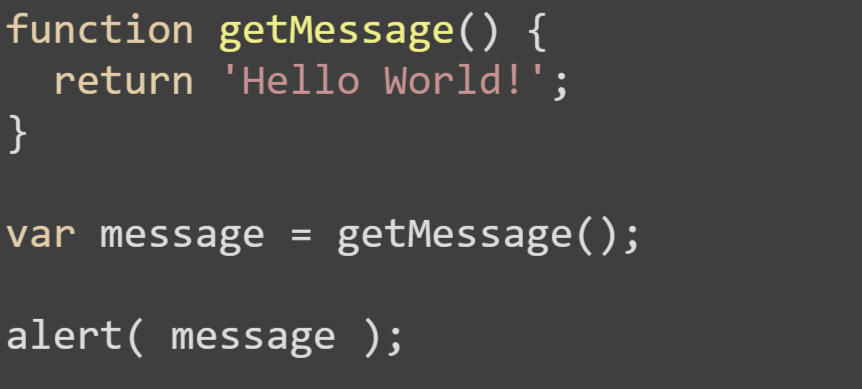 function getMessage() {
  return 'Hello World!';
}

var message = getMessage();

alert( message );